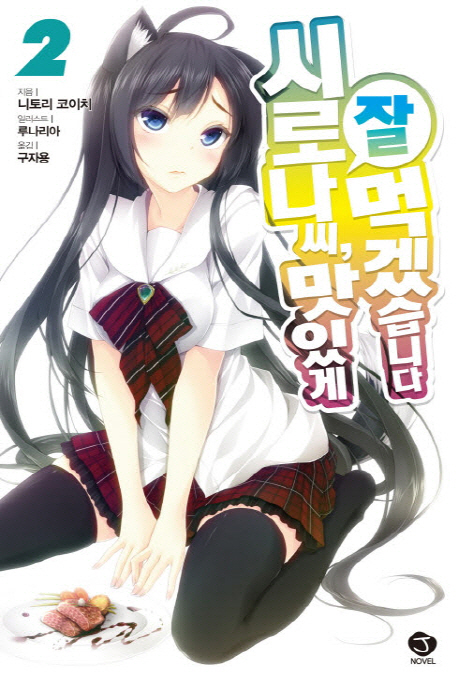 2
지음 |
니토리 코이치
일러스트 |
루나리아
옮김 |
구자용
시로나씨, 맛있게
잘 먹겠습니다
J
NOVEL